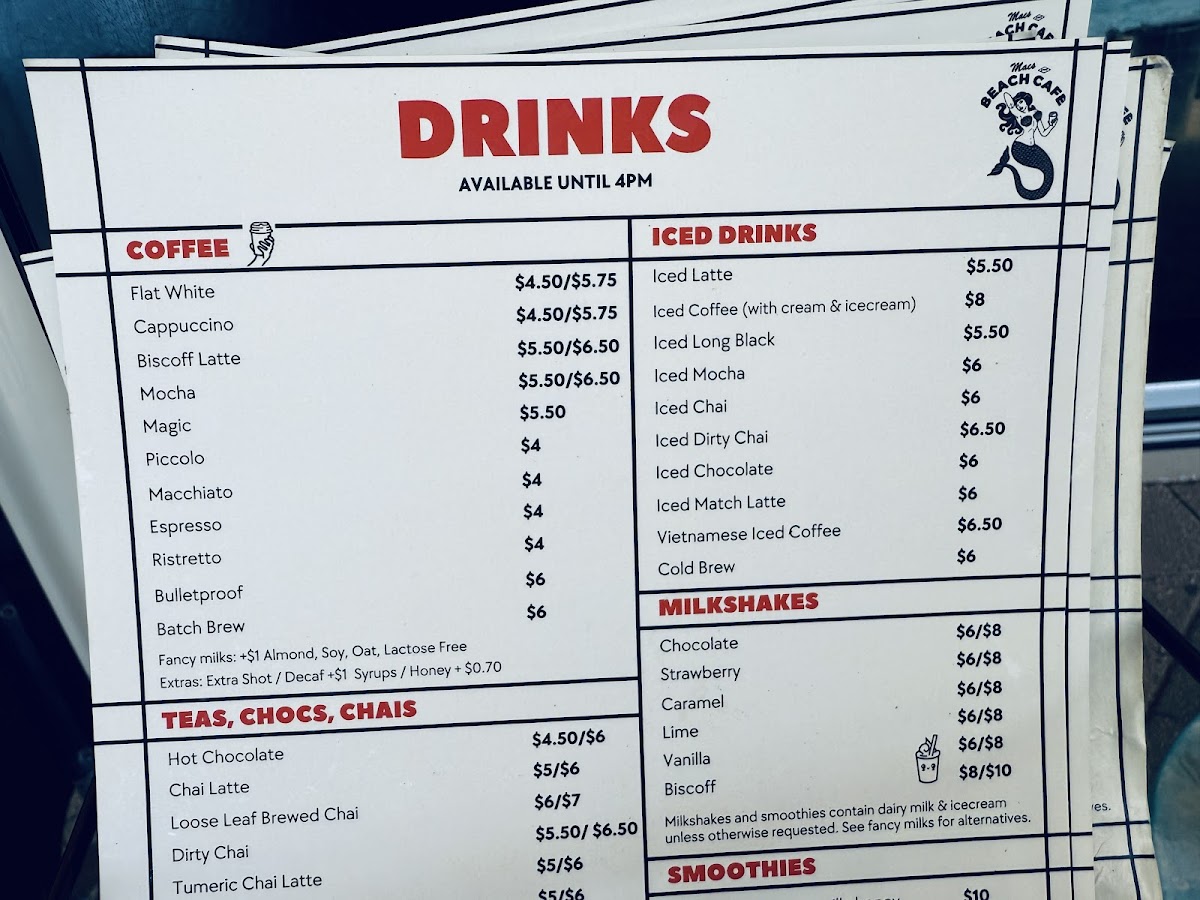 Macs
BEACH CAFE
DRINKS
AVAILABLE UNTIL 4PM
COFFEE
Flat White $4.50/$5.75
Cappuccino $4.50/$5.75
Biscoff Latte $5.50/$6.50
Mocha $5.50/$6.50
Magic $5.50
Piccolo $4
Macchiato $4
Espresso $4
Ristretto $4
Bulletproof $6
Batch Brew $6
Fancy milks: +$1 Almond, Soy, Oat, Lactose Free
Extras: Extra Shot / Decaf +$1 Syrups / Honey + $0.70
TEAS, CHOCS, CHAIS
Hot Chocolate $4.50/$6
Chai Latte $5/$6
Loose Leaf Brewed Chai $6/$7
Dirty Chai $5.50/ $6.50
Tumeric Chai Latte $5/$6
$5/$6
ICED DRINKS
Iced Latte $5.50
Iced Coffee (with cream & icecream) $8
Iced Long Black $5.50
Iced Mocha $6
Iced Chai $6
Iced Dirty Chai $6.50
Iced Chocolate $6
Iced Match Latte $6
Vietnamese Iced Coffee $6.50
Cold Brew $6
MILKSHAKES
Chocolate $6/$8
Strawberry $6/$8
Caramel $6/$8
Lime $6/$8
Vanilla $6/$8
Biscoff $8/$10
Milkshakes and smoothies contain dairy milk & icecream
unless otherwise requested. See fancy milks for alternatives.
SMOOTHIES
$10